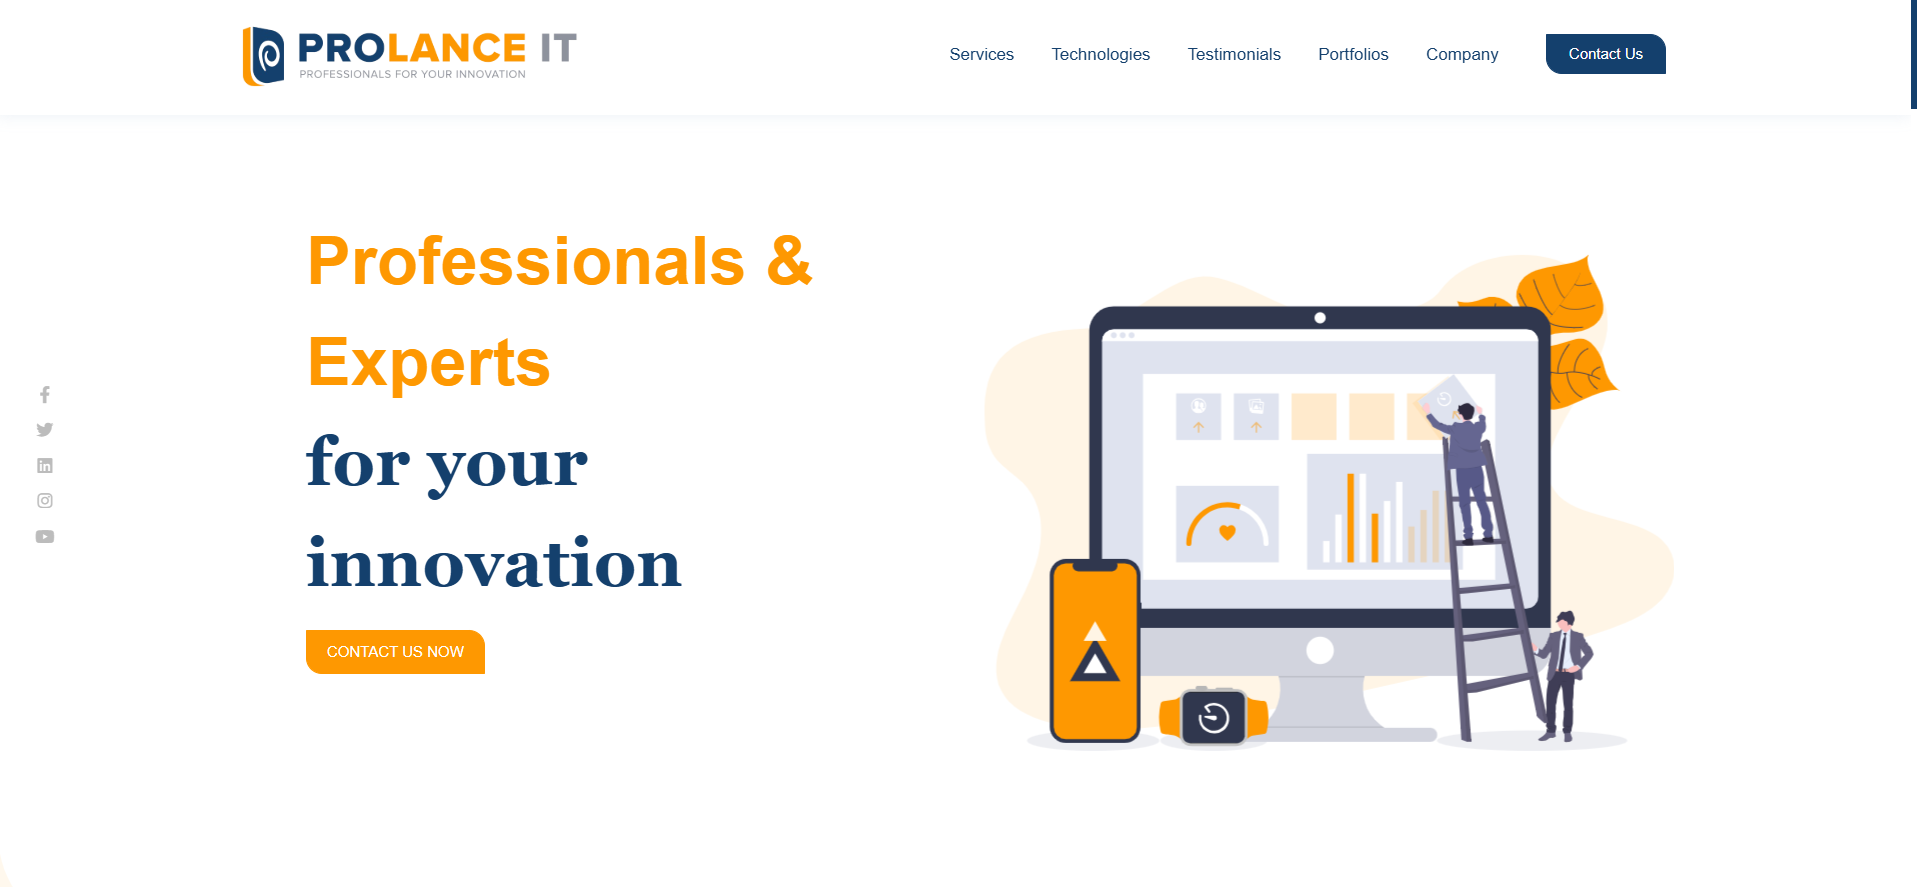 PROLANCE IT
PROFESSIONALS FOR YOUR INNOVATION
Services
Technologies
Testimonials
Portfolios
Company
Contact Us
Professionals &
Experts
for your
innovation
CONTACT US NOW